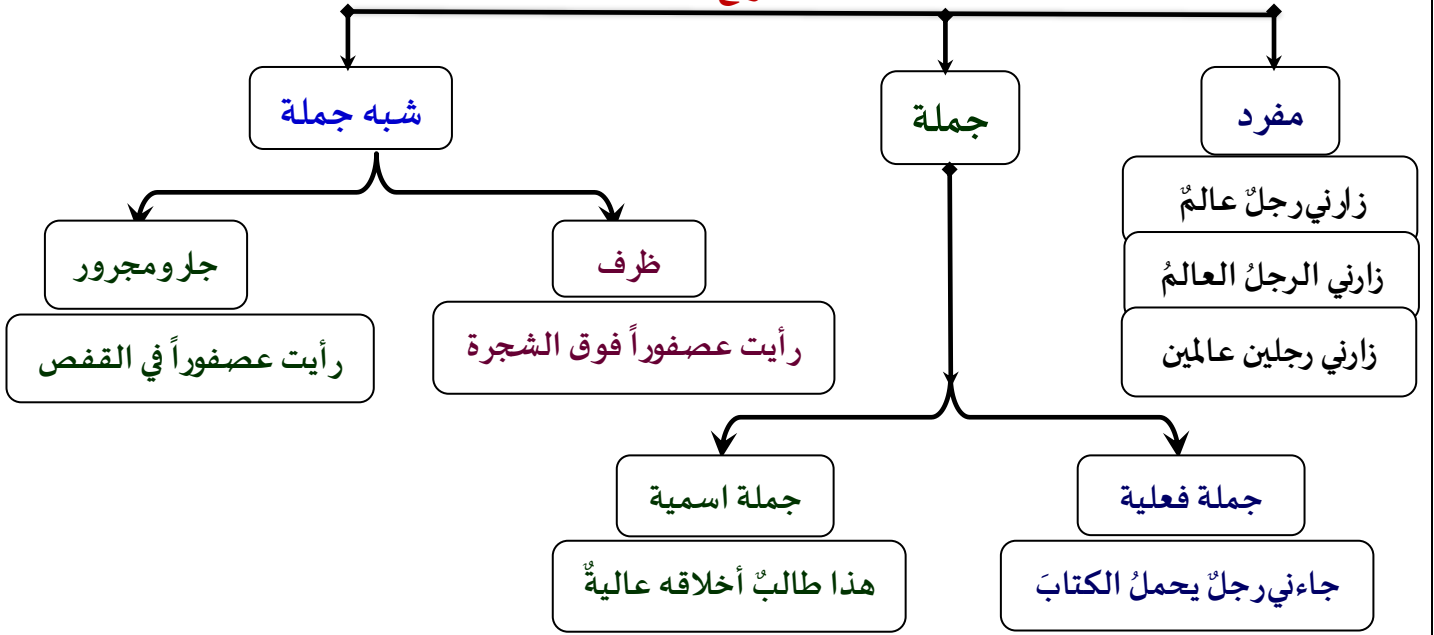 مفرد
جملة
شبه جملة
زارني رجلٌ عالمٌ
زارني الرجلُ العالمُ
زارني رجلين عالمين
ظرف
جار ومجرور
رأيت عصفوراً فوق الشجرة
رأيت عصفوراً في القفص
جملة فعلية
جملة اسمية
جاءني رجلٌ يحملُ الكتابَ
هذا طالبٌ أخلاقه عاليةٌ